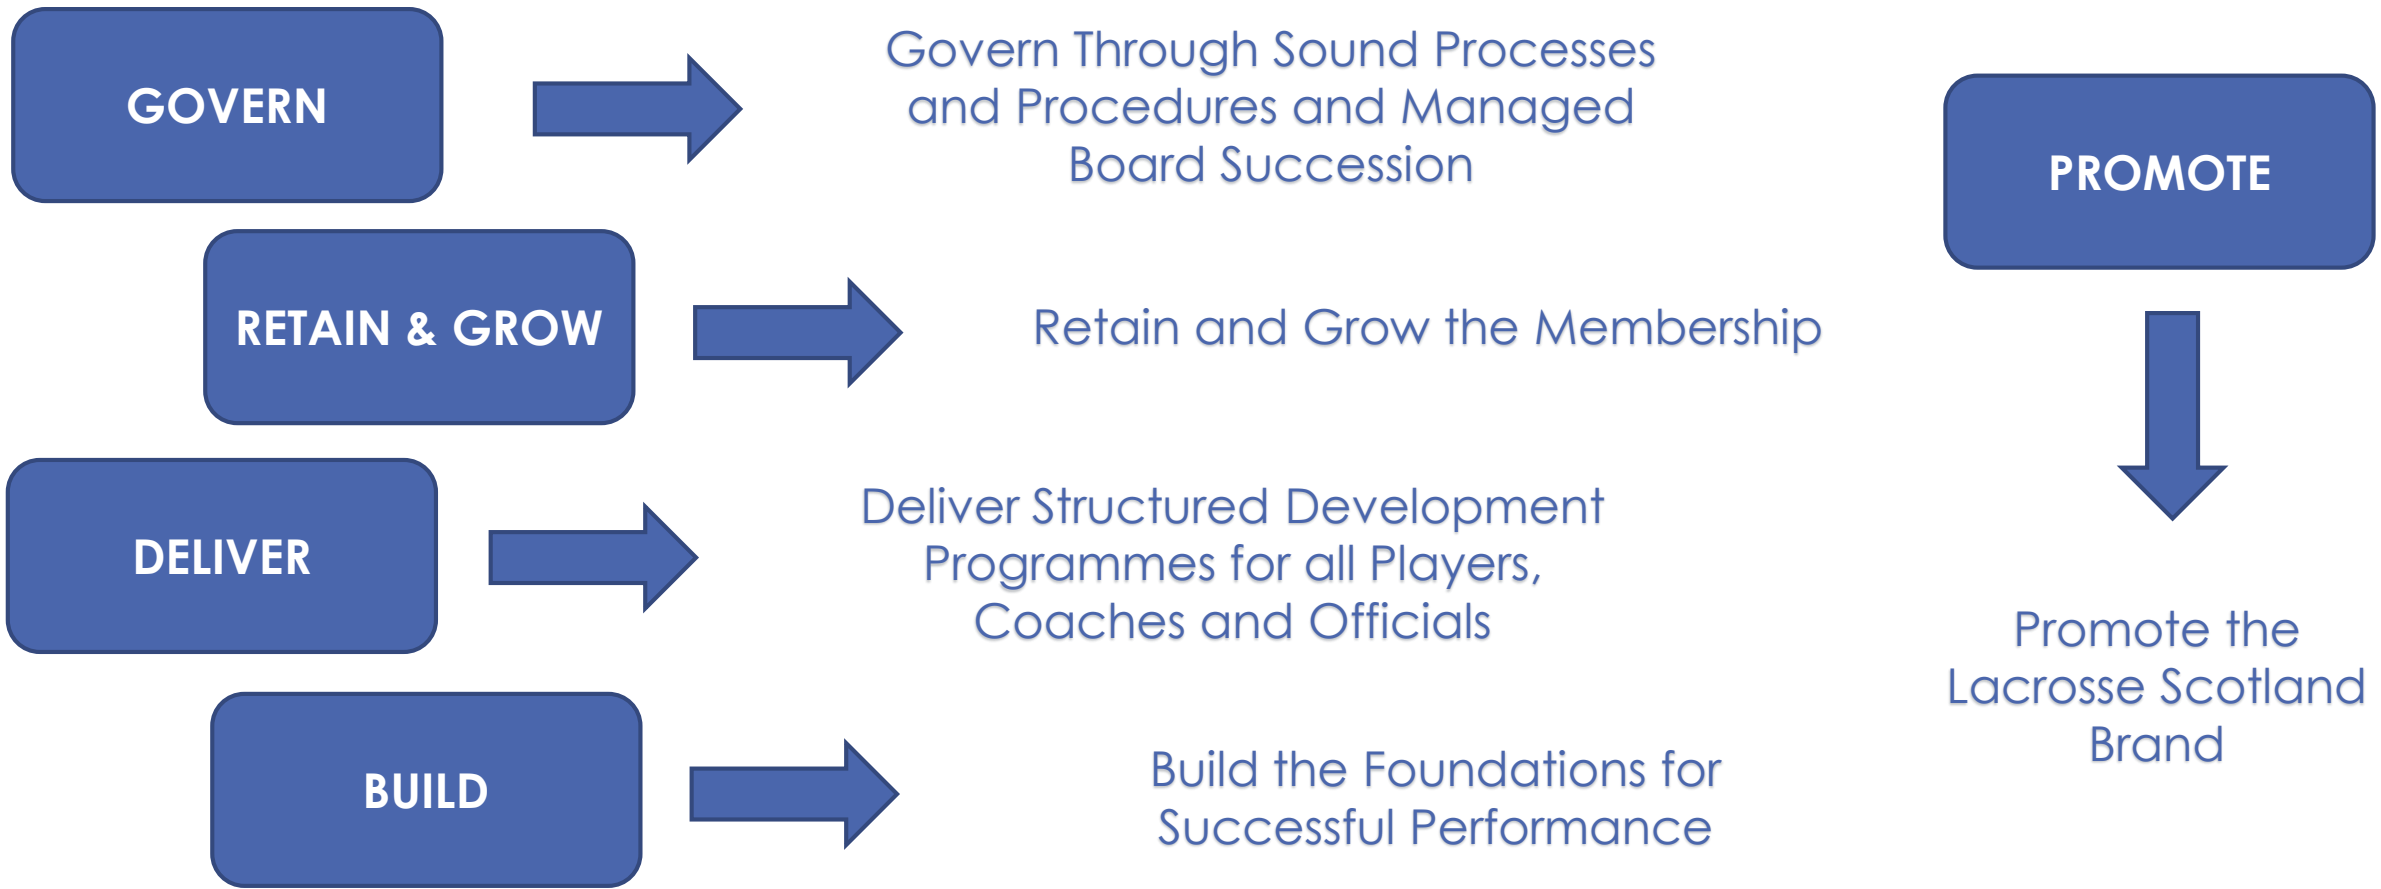 GOVERN
Govern Through Sound Processes
and Procedures and Managed
Board Succession
RETAIN & GROW
Retain and Grow the Membership
DELIVER
Deliver Structured Development
Programmes for all Players,
Coaches and Officials
BUILD
Build the Foundations for
Successful Performance
PROMOTE
Promote the
Lacrosse Scotland
Brand